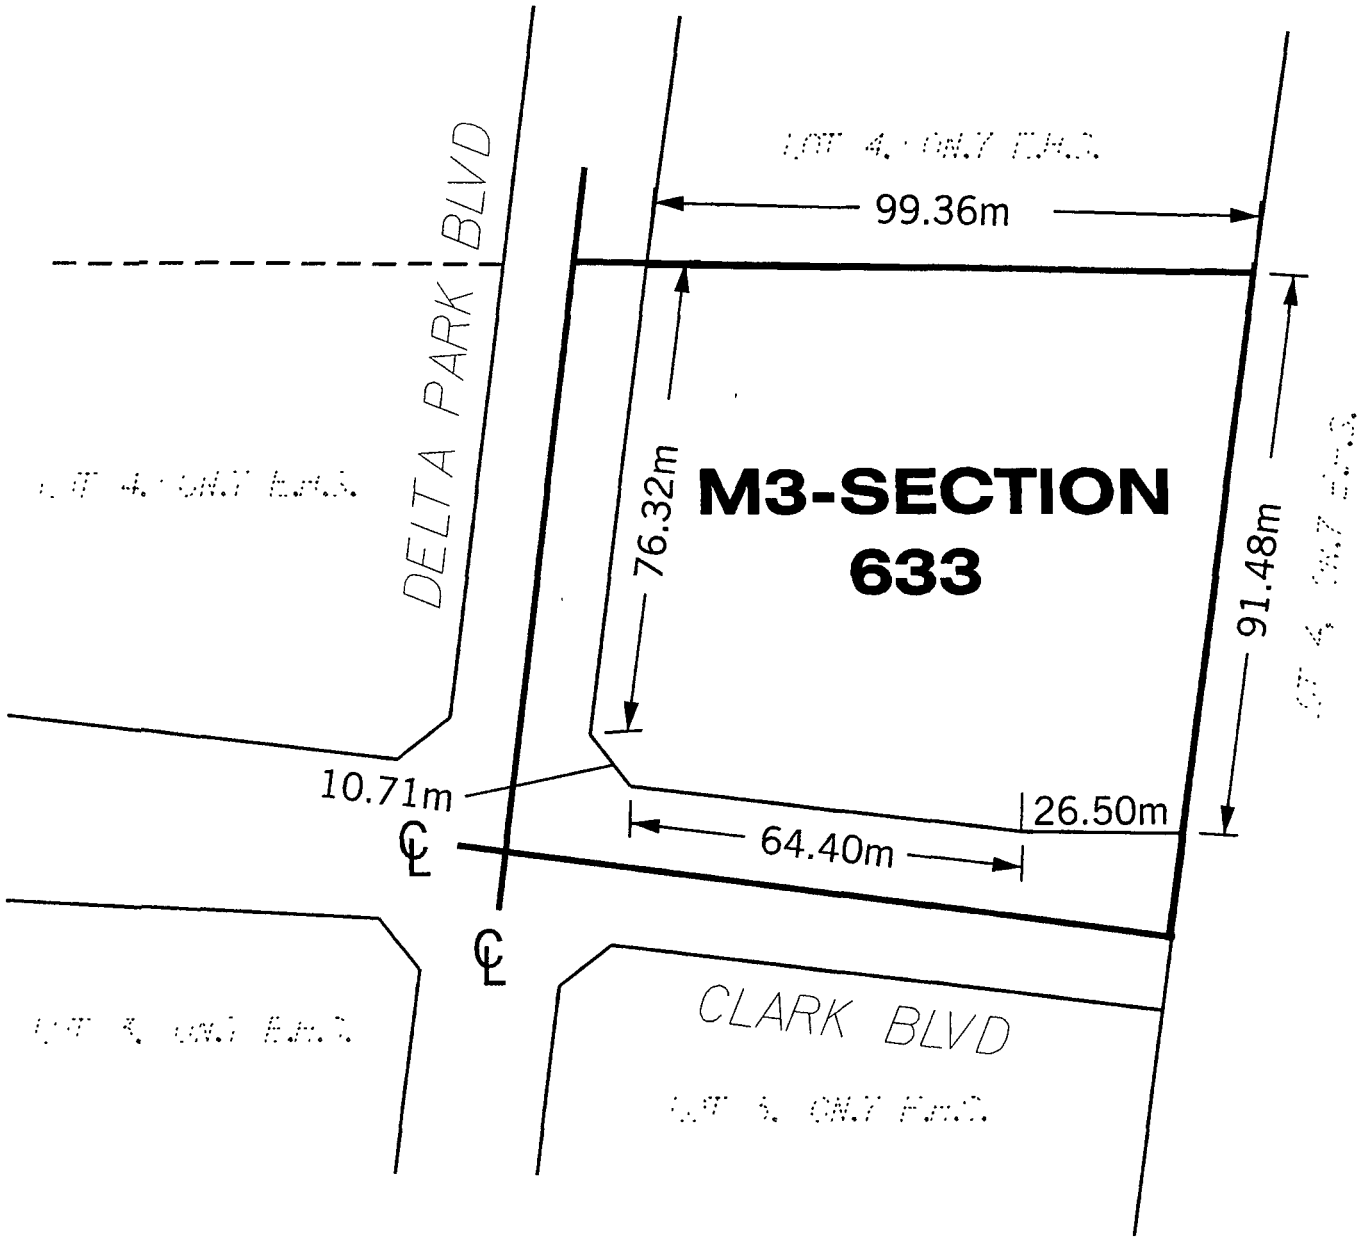 99.36m
DELTA PARK BLVD
76.32m
M3-SECTION
633
91.48m
10.71m
26.50m
64.40m
CLARK BLVD